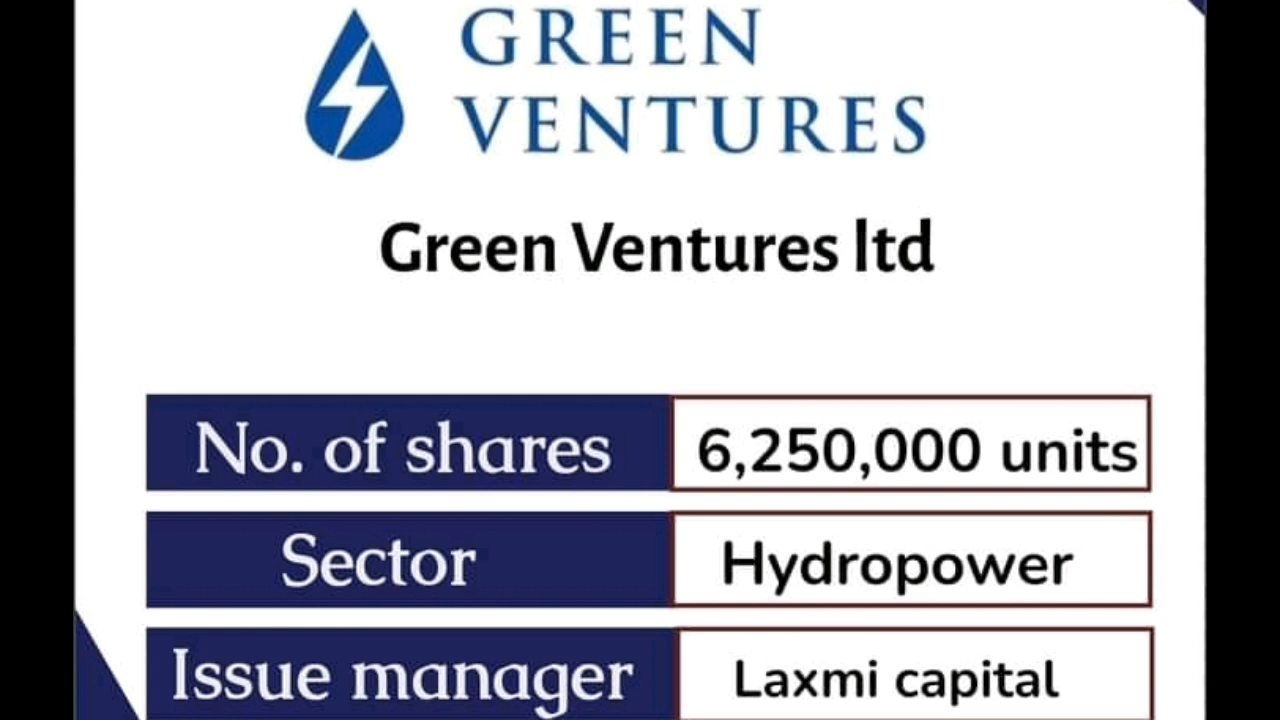 GREEN
VENTURES
Green Ventures ltd
No. of shares 6,250,000 units
Sector Hydropower
Issue manager Laxmi capital